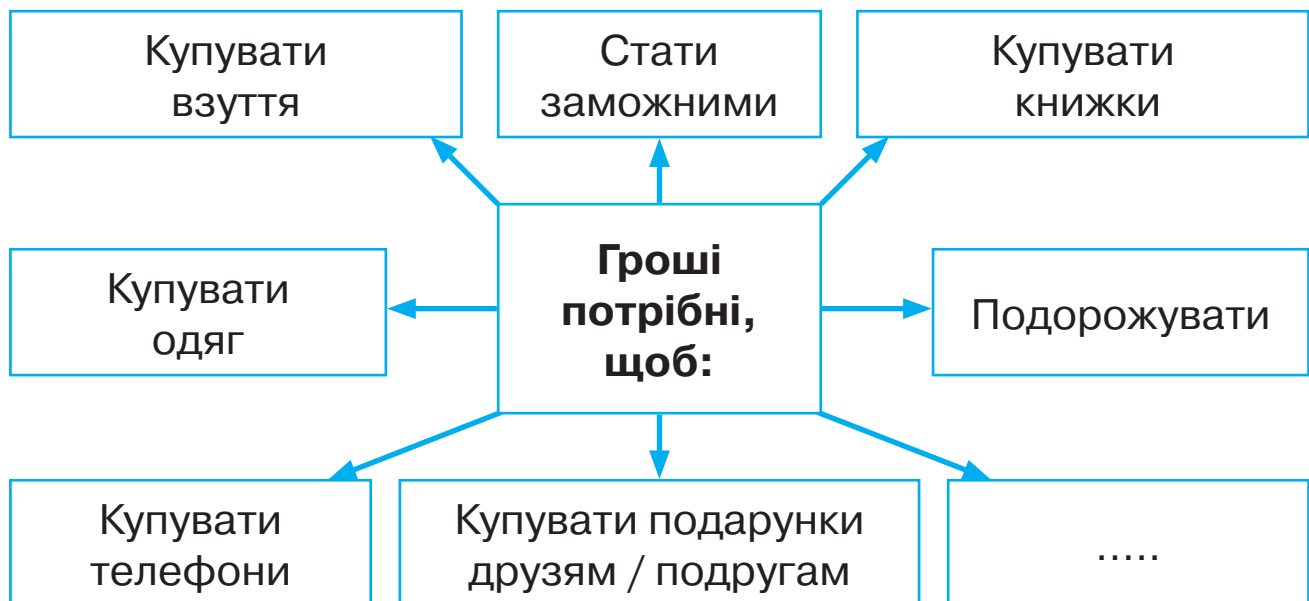 Купувати
взуття
Стати
заможними
Купувати
книжки
Купувати
одяг
Гроші
потрібні,
щоб:
Подорожувати
Купувати
телефони
Купувати подарунки
друзям / подругам
.....